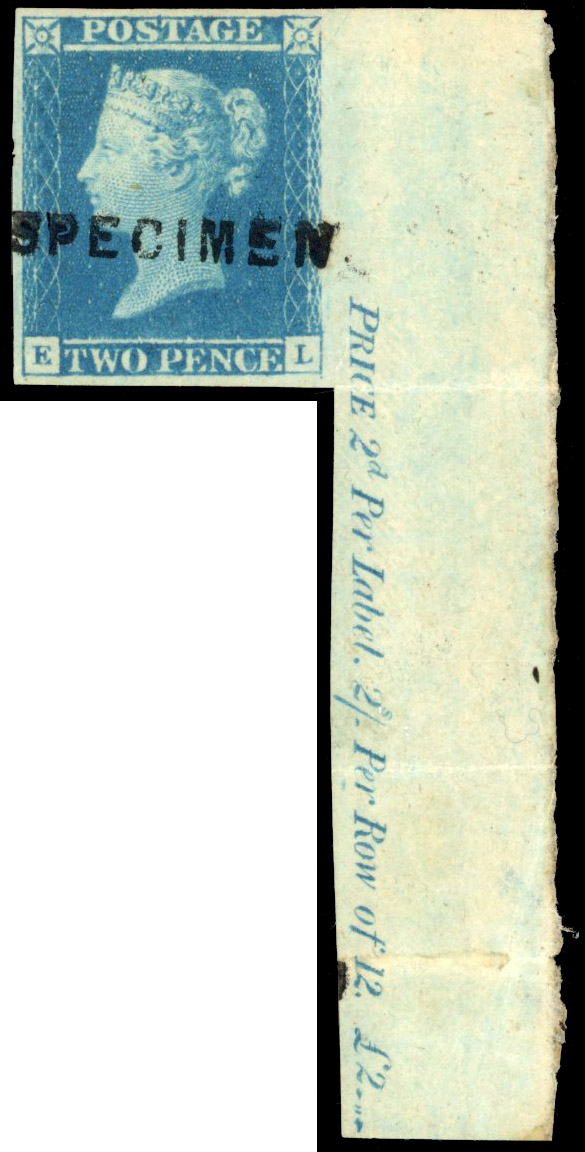 POSTAGE
SPECIMEN
E TWO PENCE L
PRICE 2d Per Label. 2/s. Per Row of 12. £2